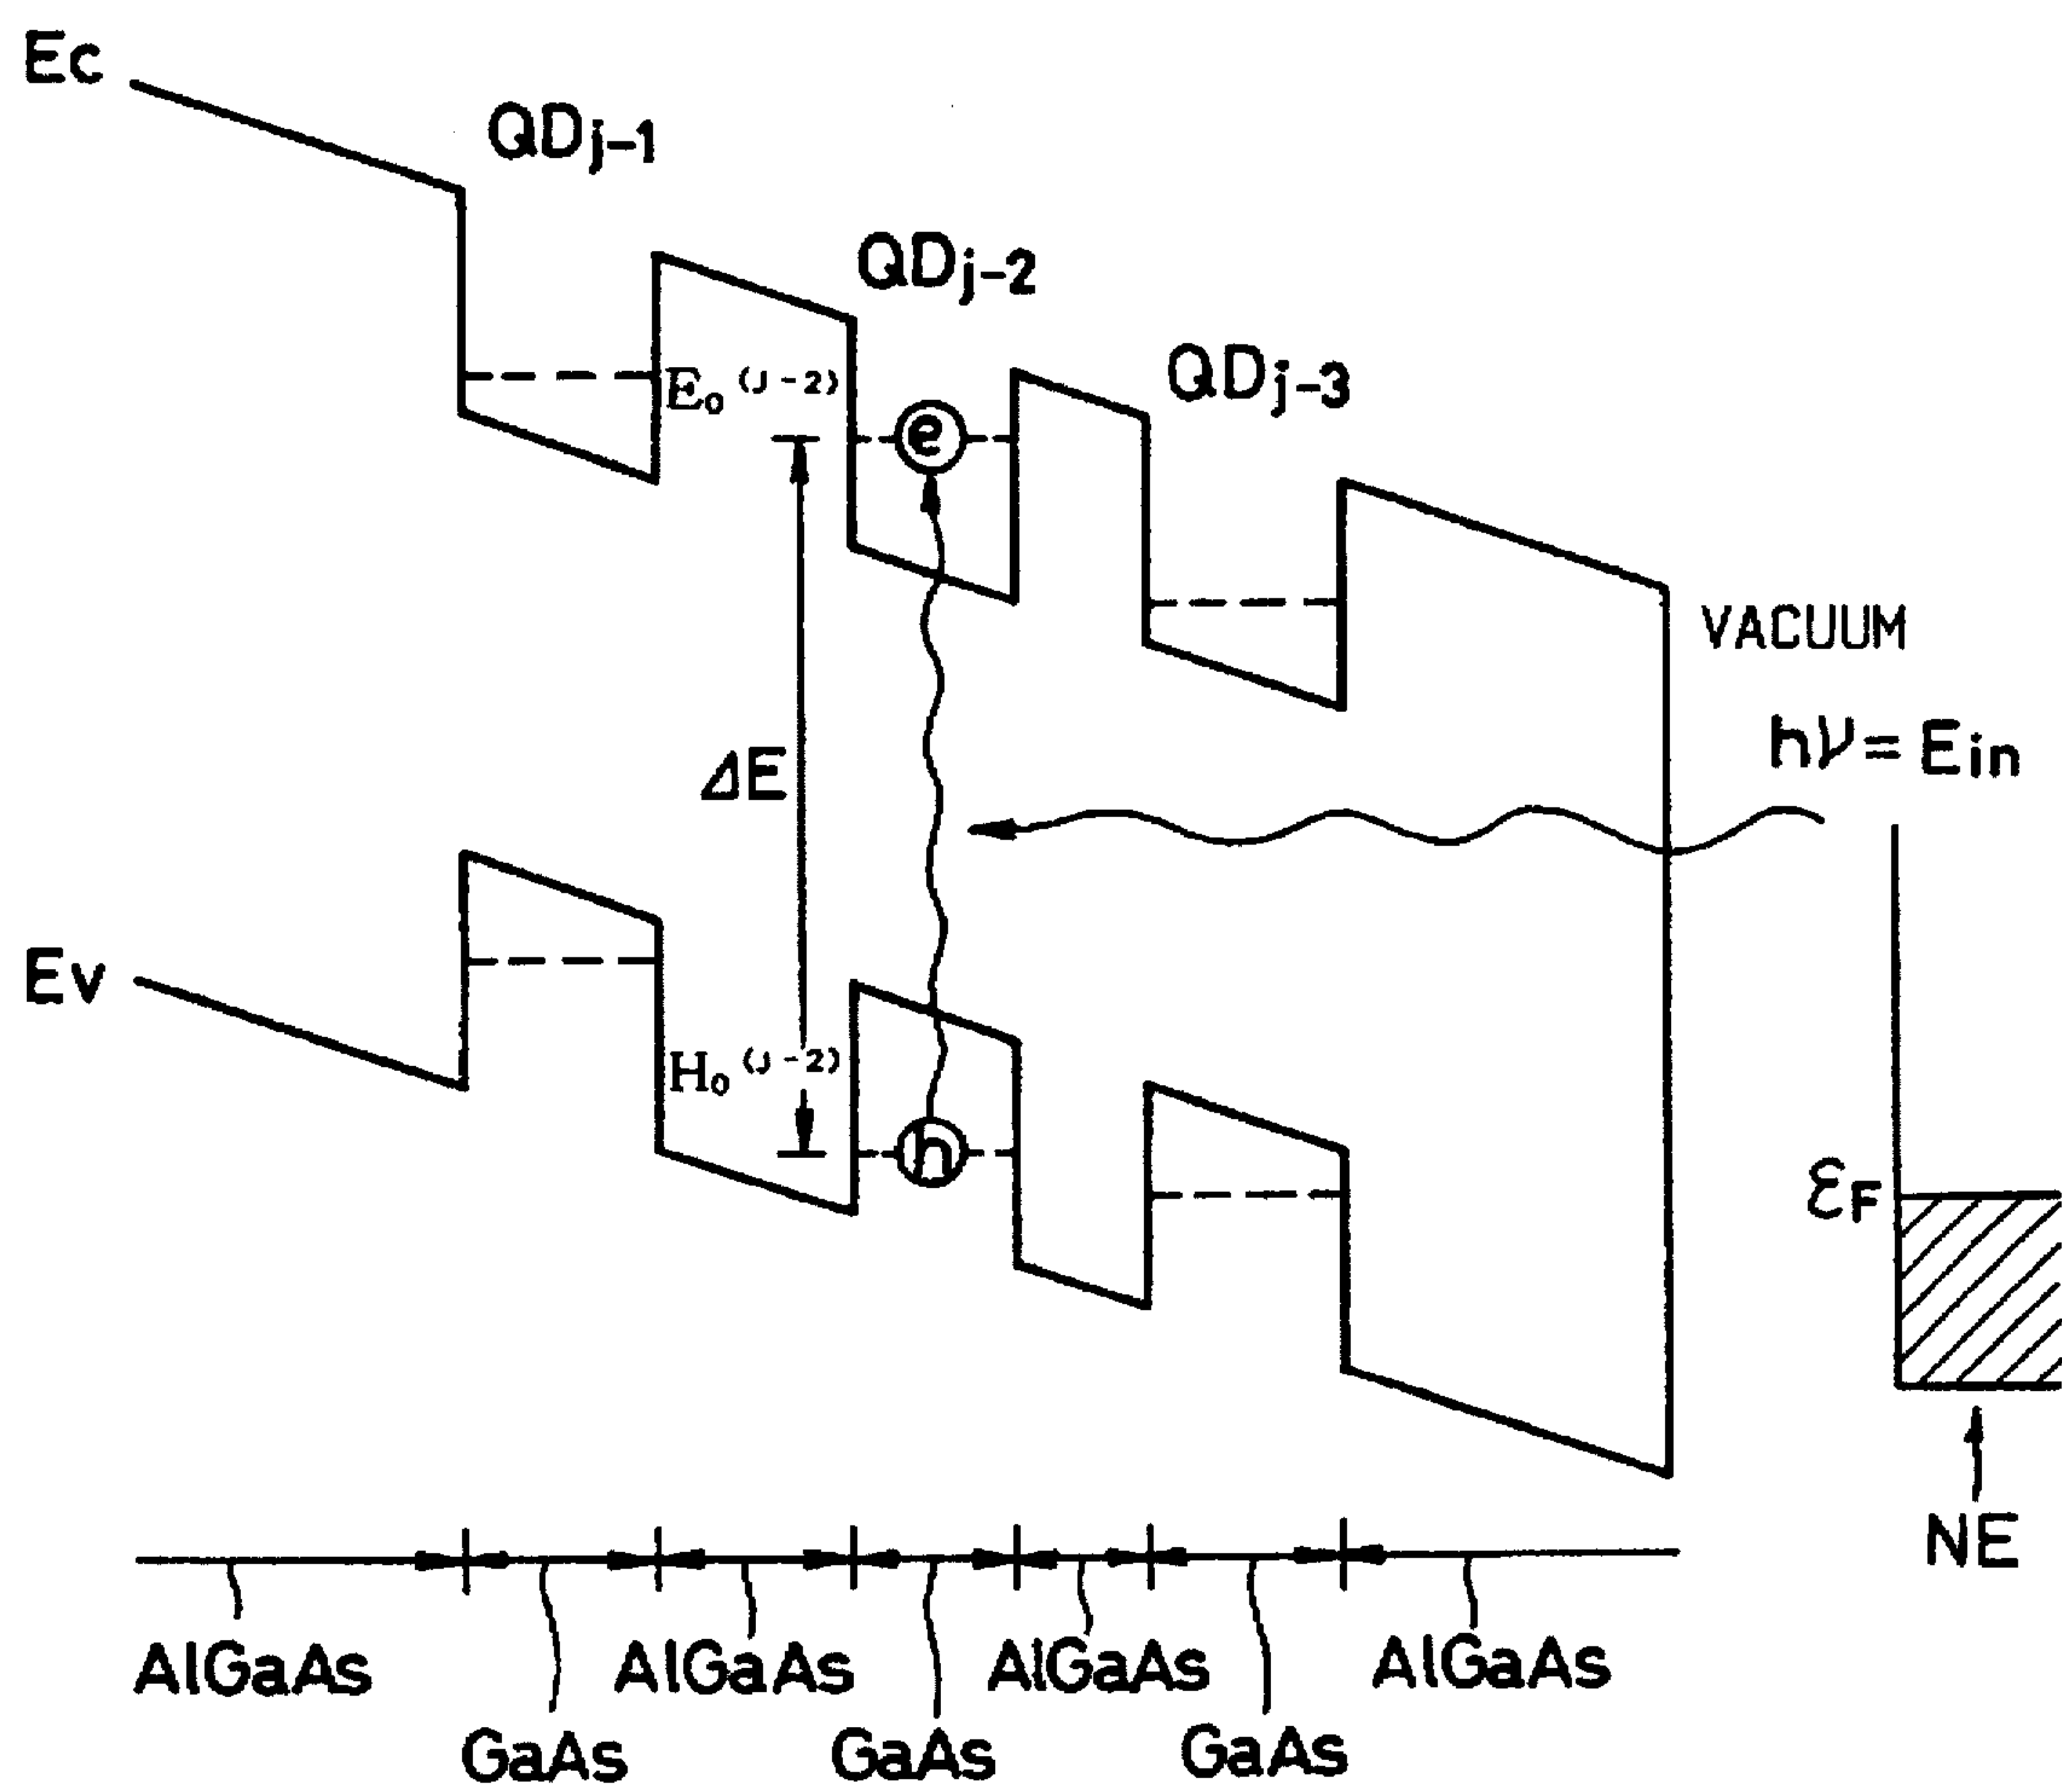 Ec
QDj-1
QDj-2
E₀(J-2)
QDj-3
e
VACUUM
hν=Ein
ΔE
Ev
H₀(J-2)
h
εF
NE
AlGaAs
AlGaAs
AlGaAs
AlGaAs
GaAs
GaAs
GaAs